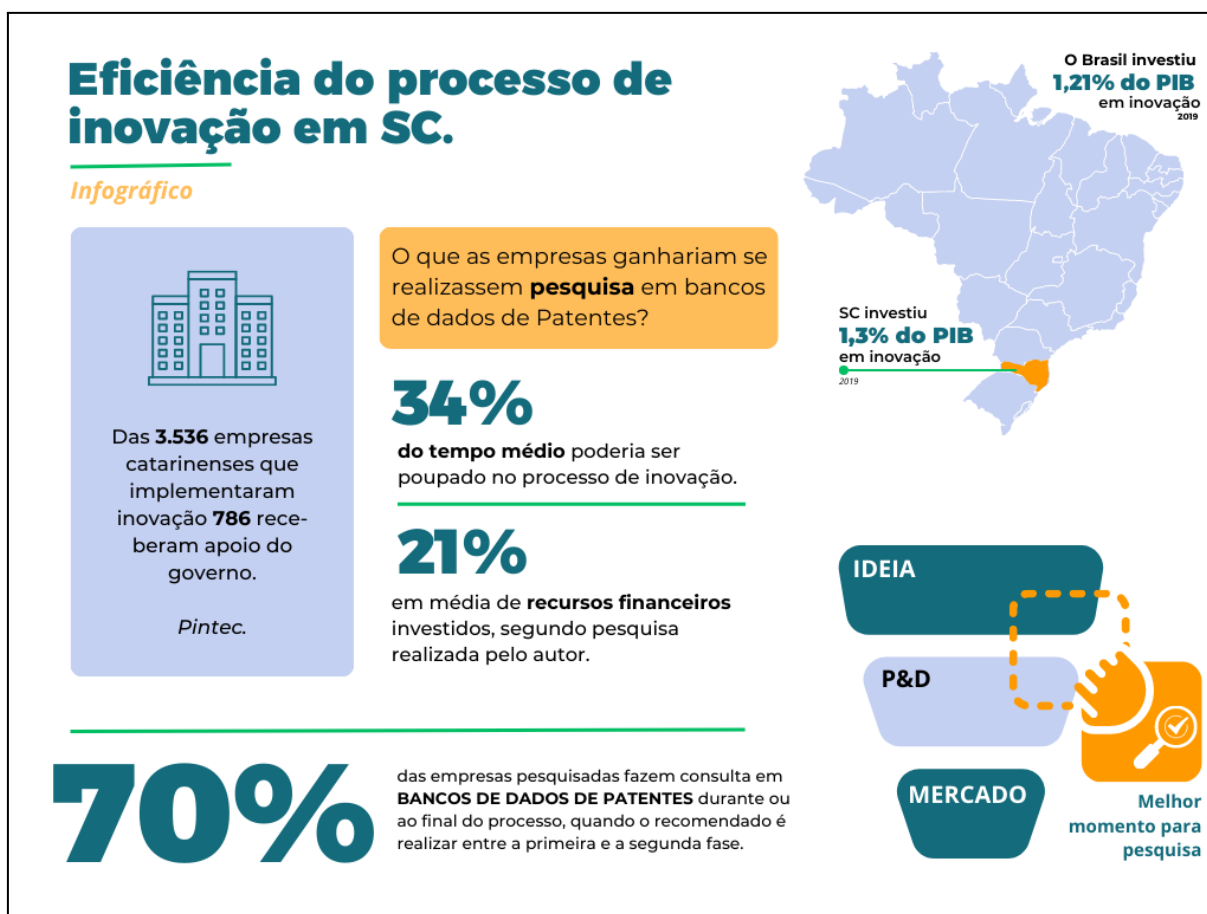 Eficiência do processo de
inovação em SC.
Infográfico
Das 3.536 empresas
catarinenses que
implementaram
inovação 786 rece-
beram apoio do
governo.
Pintec.
O que as empresas ganhariam se
realizassem pesquisa em bancos
de dados de Patentes?
34%
do tempo médio poderia ser
poupado no processo de inovação.
21%
em média de recursos financeiros
investidos, segundo pesquisa
realizada pelo autor.
70%
das empresas pesquisadas fazem consulta em
BANCOS DE DADOS DE PATENTES durante ou
ao final do processo, quando o recomendado é
realizar entre a primeira e a segunda fase.
O Brasil investiu
1,21% do PIB
em inovação
2019
SC investiu
1,3% do PIB
em inovação
2019
IDEIA
P&D
MERCADO
Melhor
momento para
pesquisa